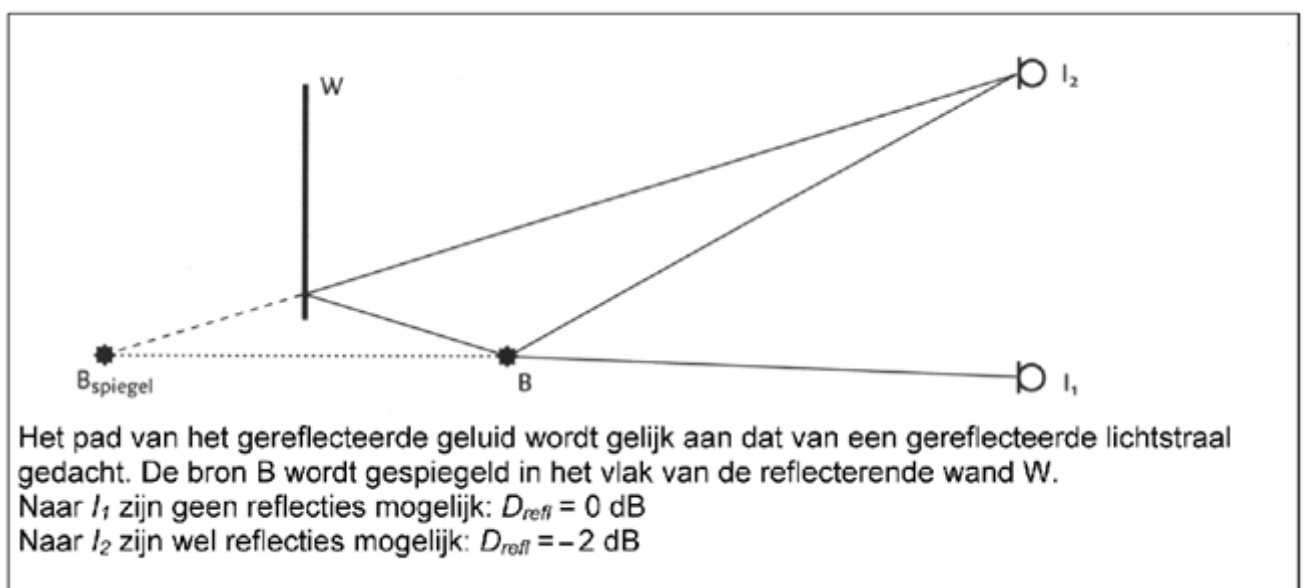 W
I₂
B_spiegel
B
I₁
Het pad van het gereflecteerde geluid wordt gelijk aan dat van een gereflecteerde lichtstraal
gedacht. De bron B wordt gespiegeld in het vlak van de reflecterende wand W.
Naar I₁ zijn geen reflecties mogelijk: D_refl = 0 dB
Naar I₂ zijn wel reflecties mogelijk: D_refl = −2 dB